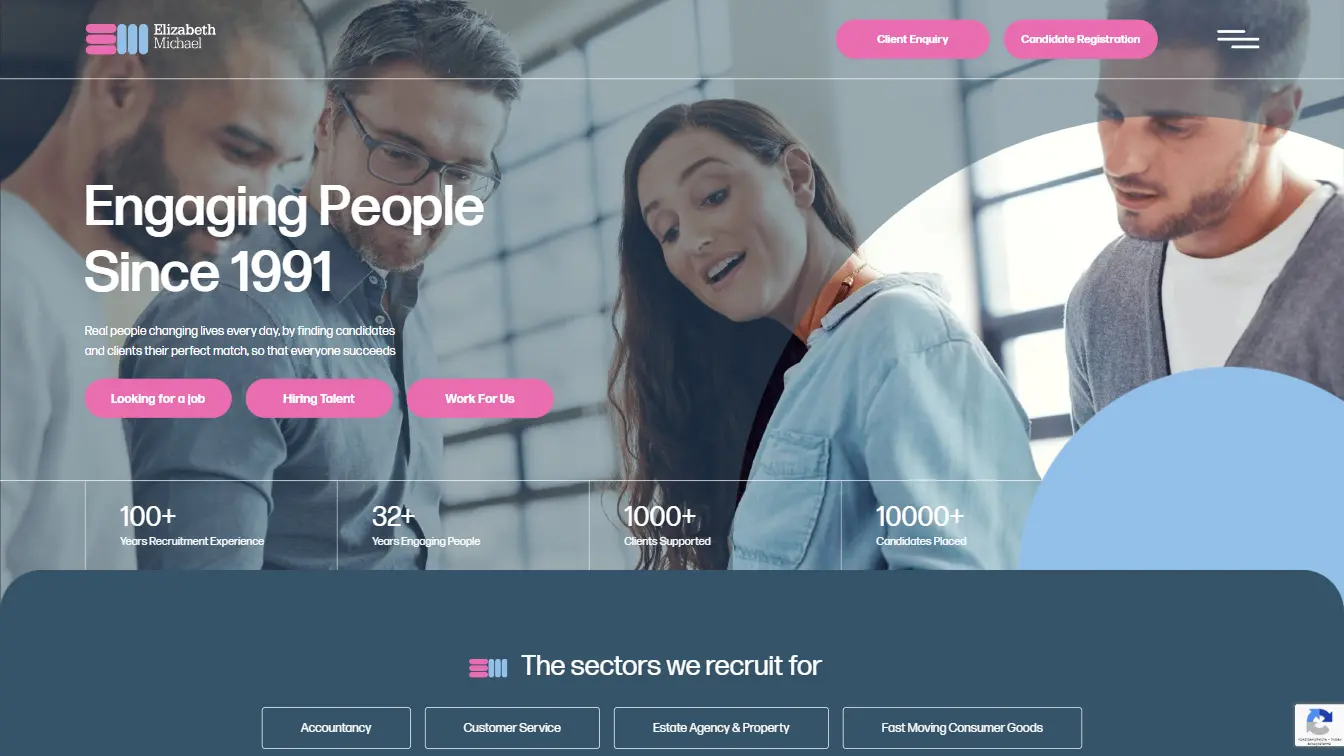 Elizabeth
Michael
Client Enquiry
Candidate Registration
Engaging People
Since 1991
Real people changing lives every day, by finding candidates
and clients their perfect match, so that everyone succeeds
Looking for a job
Hiring Talent
Work For Us
100+
Years Recruitment Experience
32+
Years Engaging People
1000+
Clients Supported
10000+
Candidates Placed
The sectors we recruit for
Accountancy
Customer Service
Estate Agency & Property
Fast Moving Consumer Goods